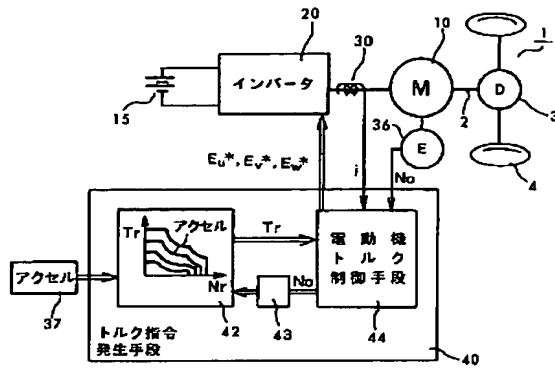 20
10
1
30
インバータ
M
D
15
2
3
36
E
4
Eu*, Ev*, Ew*
i
No
Tr
アクセル
Nr
Tr
電動機
トルク
制御手段
アクセル
37
42
No
43
44
トルク指令
発生手段
40